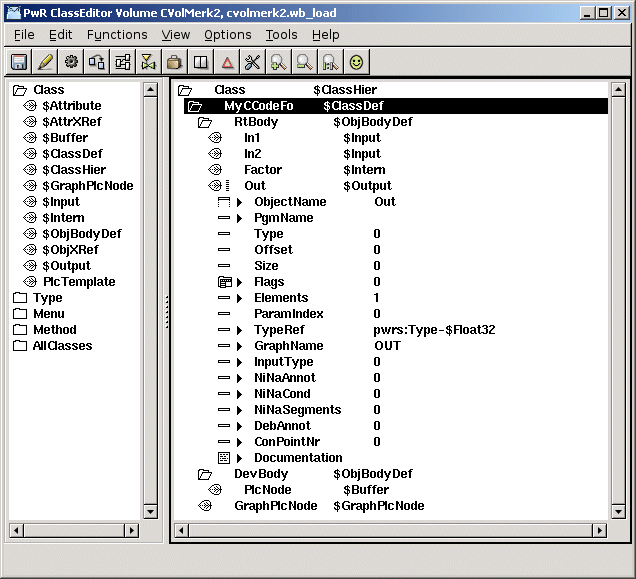 PwR ClassEditor Volume CVolMerk2, cvolmerk2.wb_load
File Edit Functions View Options Tools Help
Class
$Attribute
$AttrXRef
$Buffer
$ClassDef
$ClassHier
$GraphPlcNode
$Input
$Intern
$ObjBodyDef
$ObjXRef
$Output
PlcTemplate
Type
Menu
Method
AllClasses
Class $ClassHier
MyCCodeFo $ClassDef
RtBody $ObjBodyDef
In1 $Input
In2 $Input
Factor $Intern
Out $Output
ObjectName Out
PgmName
Type 0
Offset 0
Size 0
Flags 0
Elements 1
ParamIndex 0
TypeRef pwrs:Type-$Float32
GraphName OUT
InputType 0
NiNaAnnot 0
NiNaCond 0
NiNaSegments 0
DebAnnot 0
ConPointNr 0
Documentation
DevBody $ObjBodyDef
PlcNode $Buffer
GraphPlcNode $GraphPlcNode